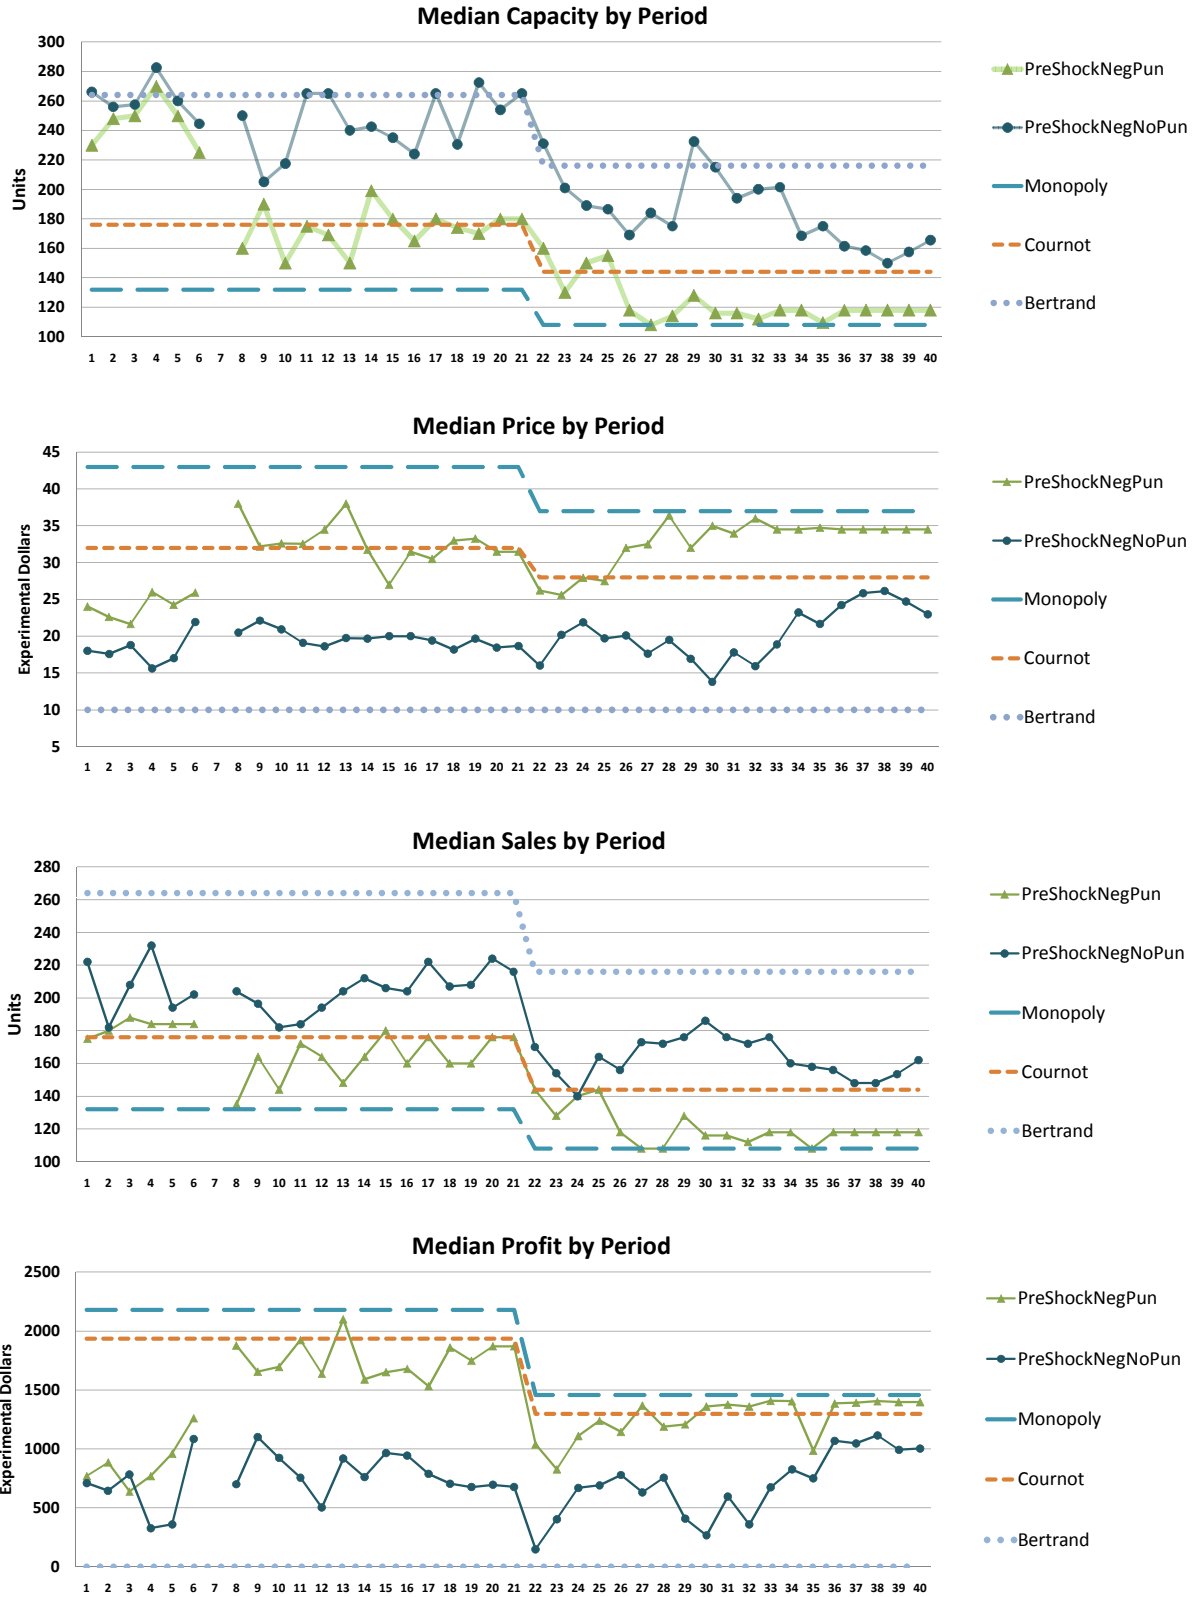 Median Capacity by Period
Units
300
280
260
240
220
200
180
160
140
120
100
1 2 3 4 5 6 7 8 9 10 11 12 13 14 15 16 17 18 19 20 21 22 23 24 25 26 27 28 29 30 31 32 33 34 35 36 37 38 39 40
PreShockNegPun
PreShockNegNoPun
Monopoly
Cournot
Bertrand
Median Price by Period
Experimental Dollars
45
40
35
30
25
20
15
10
5
1 2 3 4 5 6 7 8 9 10 11 12 13 14 15 16 17 18 19 20 21 22 23 24 25 26 27 28 29 30 31 32 33 34 35 36 37 38 39 40
PreShockNegPun
PreShockNegNoPun
Monopoly
Cournot
Bertrand
Median Sales by Period
Units
280
260
240
220
200
180
160
140
120
100
1 2 3 4 5 6 7 8 9 10 11 12 13 14 15 16 17 18 19 20 21 22 23 24 25 26 27 28 29 30 31 32 33 34 35 36 37 38 39 40
PreShockNegPun
PreShockNegNoPun
Monopoly
Cournot
Bertrand
Median Profit by Period
Experimental Dollars
2500
2000
1500
1000
500
0
1 2 3 4 5 6 7 8 9 10 11 12 13 14 15 16 17 18 19 20 21 22 23 24 25 26 27 28 29 30 31 32 33 34 35 36 37 38 39 40
PreShockNegPun
PreShockNegNoPun
Monopoly
Cournot
Bertrand